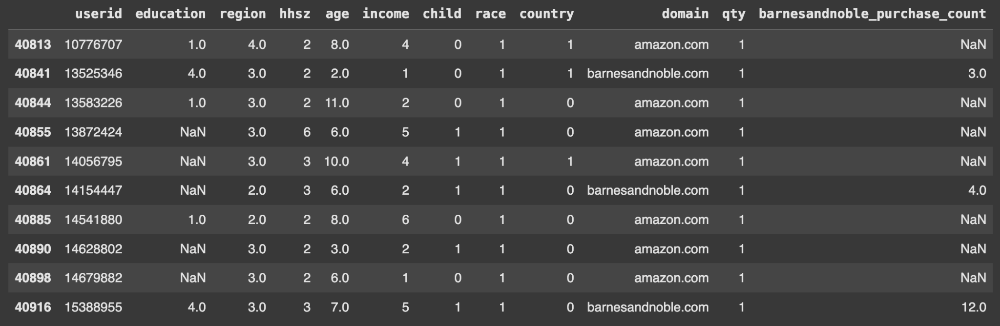 userid education region hhsz age income child race country domain qty barnesandnoble_purchase_count
40813 10776707 1.0 4.0 2 8.0 4 0 1 1 amazon.com 1 NaN
40841 13525346 4.0 3.0 2 2.0 1 0 1 1 barnesandnoble.com 1 3.0
40844 13583226 1.0 3.0 2 11.0 2 0 1 0 amazon.com 1 NaN
40855 13872424 NaN 3.0 6 6.0 5 1 1 0 amazon.com 1 NaN
40861 14056795 NaN 3.0 3 10.0 4 1 1 1 amazon.com 1 NaN
40864 14154447 NaN 2.0 3 6.0 2 1 1 0 barnesandnoble.com 1 4.0
40885 14541880 1.0 2.0 2 8.0 6 0 1 0 amazon.com 1 NaN
40890 14628802 NaN 3.0 2 3.0 2 1 1 0 amazon.com 1 NaN
40898 14679882 NaN 3.0 2 6.0 1 0 1 0 amazon.com 1 NaN
40916 15388955 4.0 3.0 3 7.0 5 1 1 0 barnesandnoble.com 1 12.0